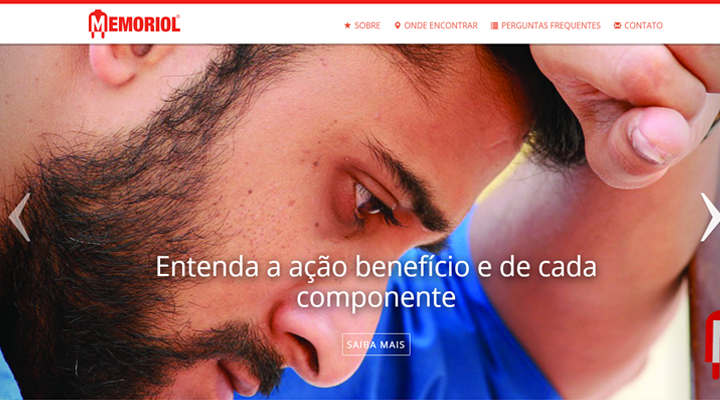 MEMORIOL®
SOBRE
ONDE ENCONTRAR
PERGUNTAS FREQUENTES
CONTATO
Entenda a ação benefício e de cada
componente
SAIBA MAIS